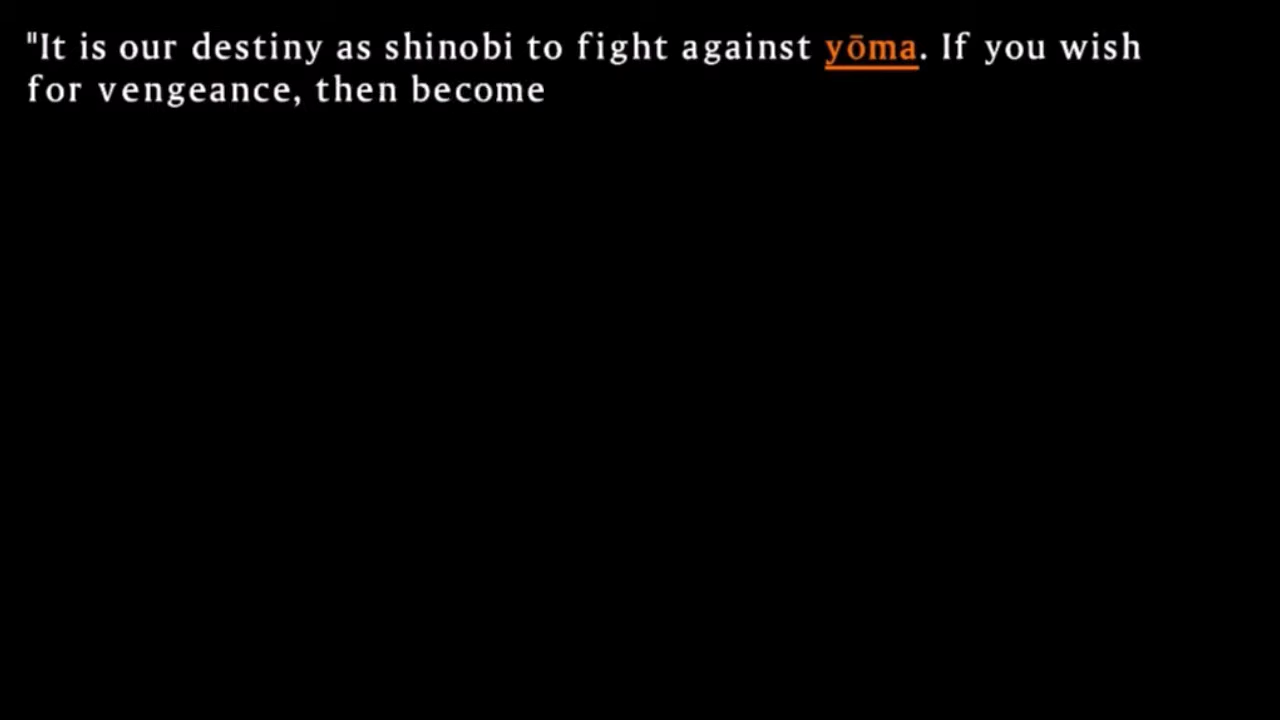 "It is our destiny as shinobi to fight against yōma. If you wish
for vengeance, then become